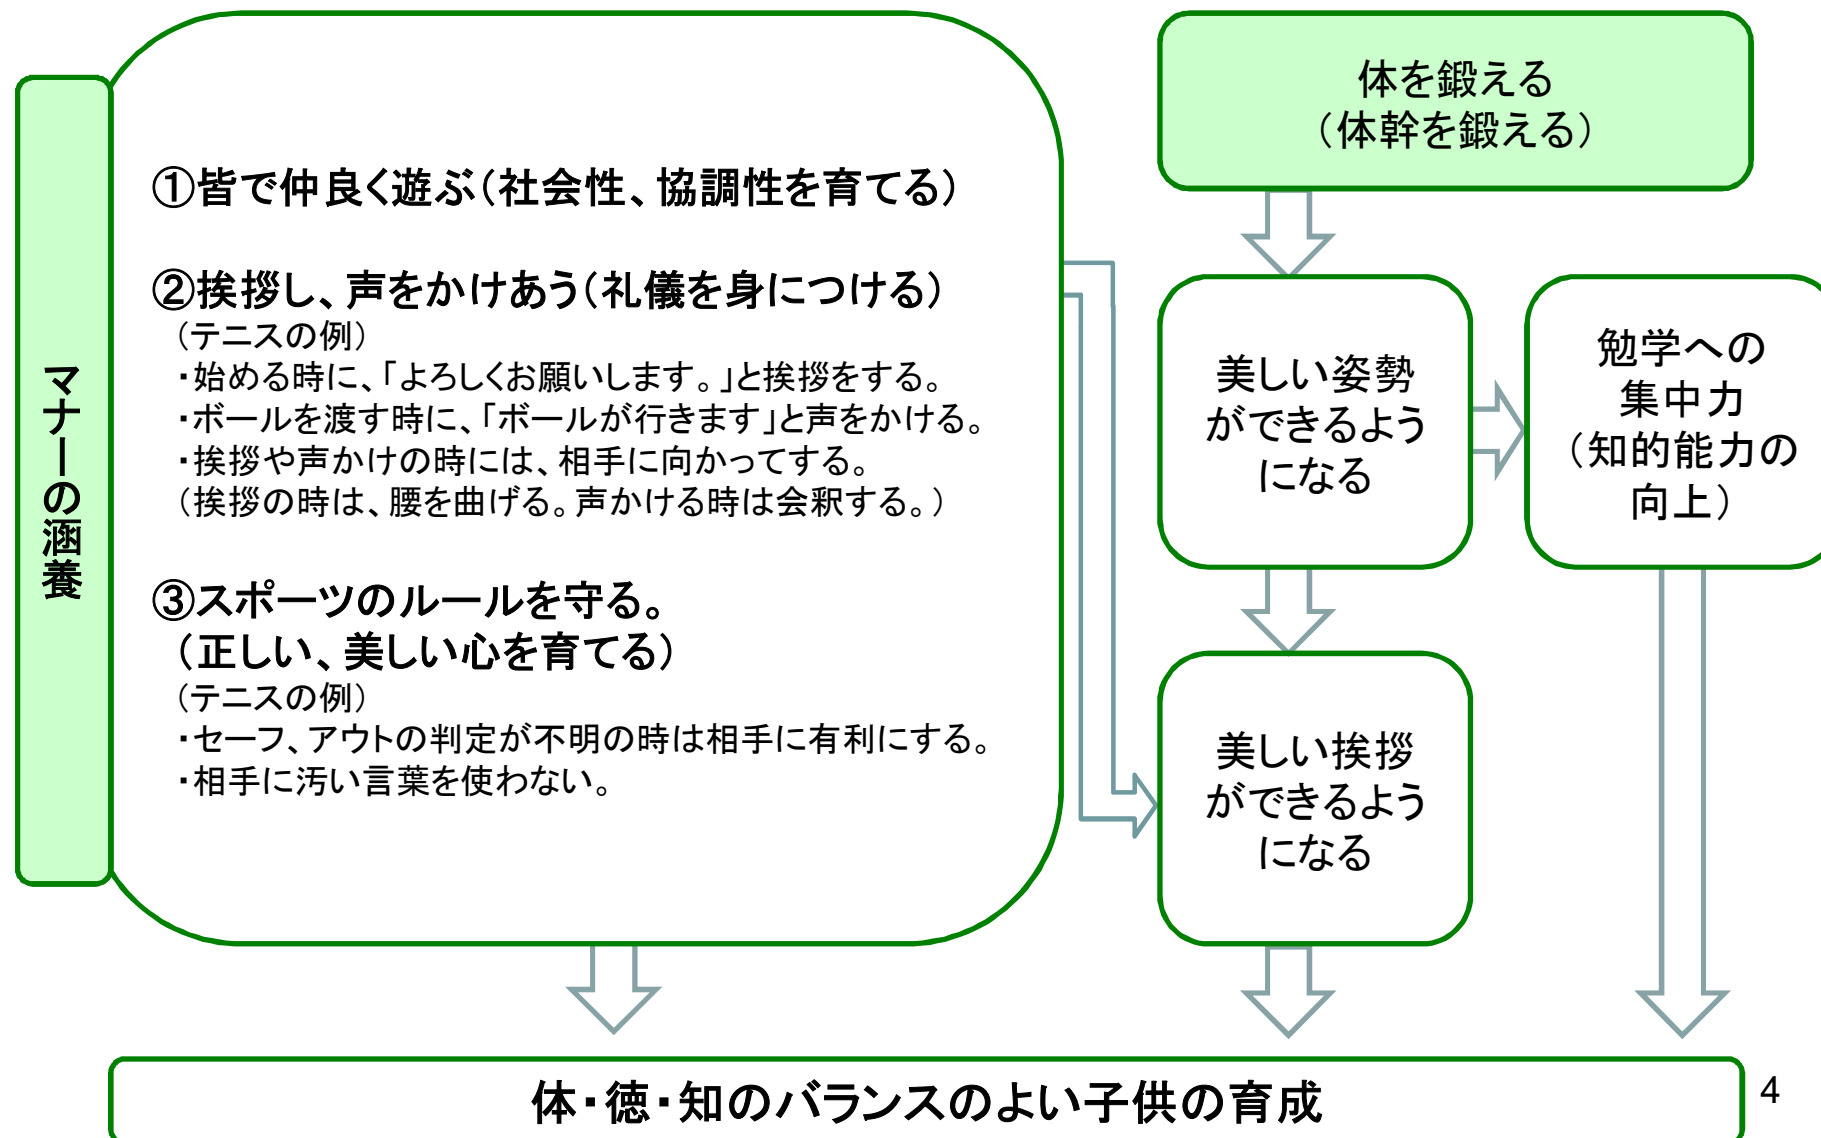 マナーの涵養
①皆で仲良く遊ぶ（社会性、協調性を育てる）
②挨拶し、声をかけあう（礼儀を身につける）
（テニスの例）
・始める時に、「よろしくお願いします。」と挨拶をする。
・ボールを渡す時に、「ボールが行きます」と声をかける。
・挨拶や声かけの時には、相手に向かってする。
（挨拶の時は、腰を曲げる。声かける時は会釈する。）
③スポーツのルールを守る。
（正しい、美しい心を育てる）
（テニスの例）
・セーフ、アウトの判定が不明の時は相手に有利にする。
・相手に汚い言葉を使わない。
体を鍛える
（体幹を鍛える）
美しい姿勢
ができるよう
になる
勉学への
集中力
（知的能力の
向上）
美しい挨拶
ができるよう
になる
体・徳・知のバランスのよい子供の育成
4